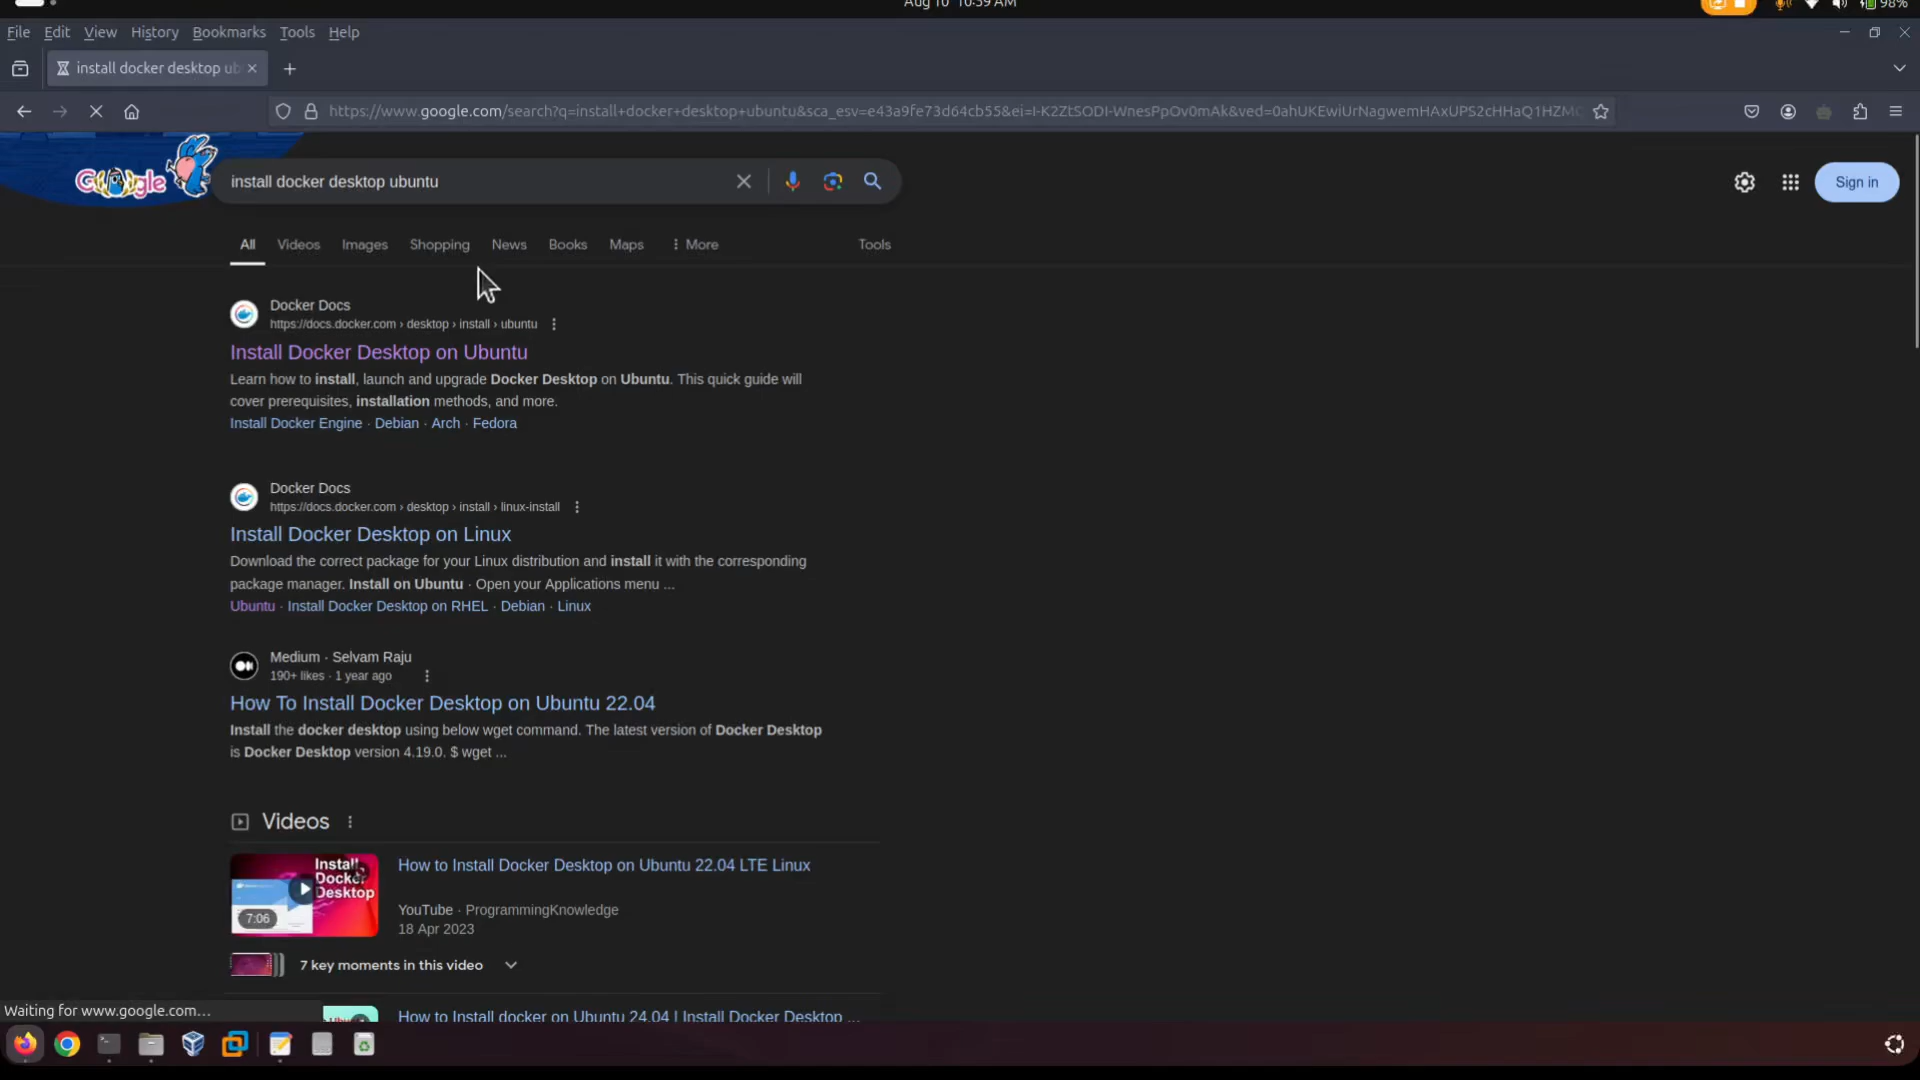 Aug 10 10:59 AM
98%
File Edit View History Bookmarks Tools Help
install docker desktop ub
https://www.google.com/search?q=install+docker+desktop+ubuntu&sca_esv=e43a9fe73d64cb55&ei=I-K2ZtSODI-WnesPpOv0mAk&ved=0ahUKEwiUrNagwemHAxUPS2cHHaQ1HZM
Google
install docker desktop ubuntu
Sign in
All Videos Images Shopping News Books Maps More Tools
Docker Docs
https://docs.docker.com › desktop › install › ubuntu
Install Docker Desktop on Ubuntu
Learn how to install, launch and upgrade Docker Desktop on Ubuntu. This quick guide will
cover prerequisites, installation methods, and more.
Install Docker Engine · Debian · Arch · Fedora
Docker Docs
https://docs.docker.com › desktop › install › linux-install
Install Docker Desktop on Linux
Download the correct package for your Linux distribution and install it with the corresponding
package manager. Install on Ubuntu · Open your Applications menu ...
Ubuntu · Install Docker Desktop on RHEL · Debian · Linux
Medium · Selvam Raju
190+ likes · 1 year ago
How To Install Docker Desktop on Ubuntu 22.04
Install the docker desktop using below wget command. The latest version of Docker Desktop
is Docker Desktop version 4.19.0. $ wget ...
Videos
Install
Docker
Desktop
7:06
How to Install Docker Desktop on Ubuntu 22.04 LTE Linux
YouTube · ProgrammingKnowledge
18 Apr 2023
7 key moments in this video
Waiting for www.google.com...
How to Install docker on Ubuntu 24.04 | Install Docker Desktop ...